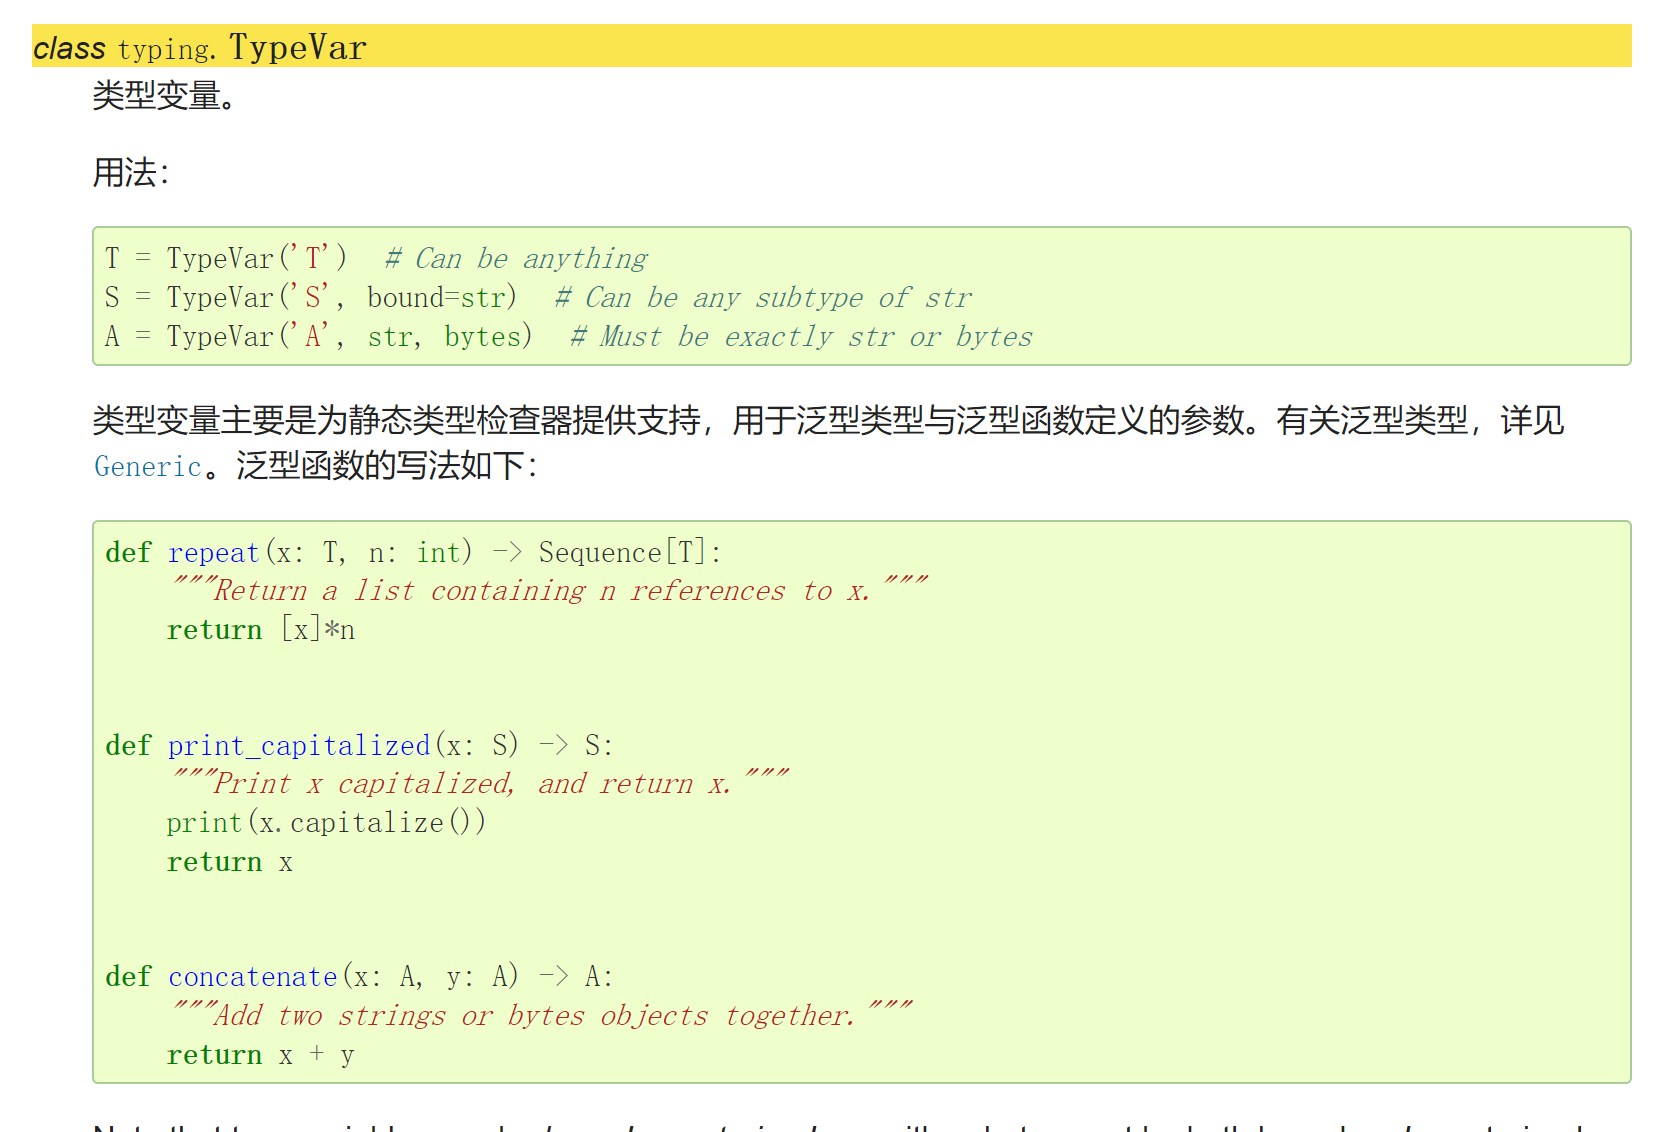 class typing.TypeVar
类型变量。
用法：
T = TypeVar('T')  # Can be anything
S = TypeVar('S', bound=str)  # Can be any subtype of str
A = TypeVar('A', str, bytes)  # Must be exactly str or bytes
类型变量主要是为静态类型检查器提供支持，用于泛型类型与泛型函数定义的参数。有关泛型类型，详见
Generic。泛型函数的写法如下：
def repeat(x: T, n: int) -> Sequence[T]:
    """Return a list containing n references to x."""
    return [x]*n
def print_capitalized(x: S) -> S:
    """Print x capitalized, and return x."""
    print(x.capitalize())
    return x
def concatenate(x: A, y: A) -> A:
    """Add two strings or bytes objects together."""
    return x + y